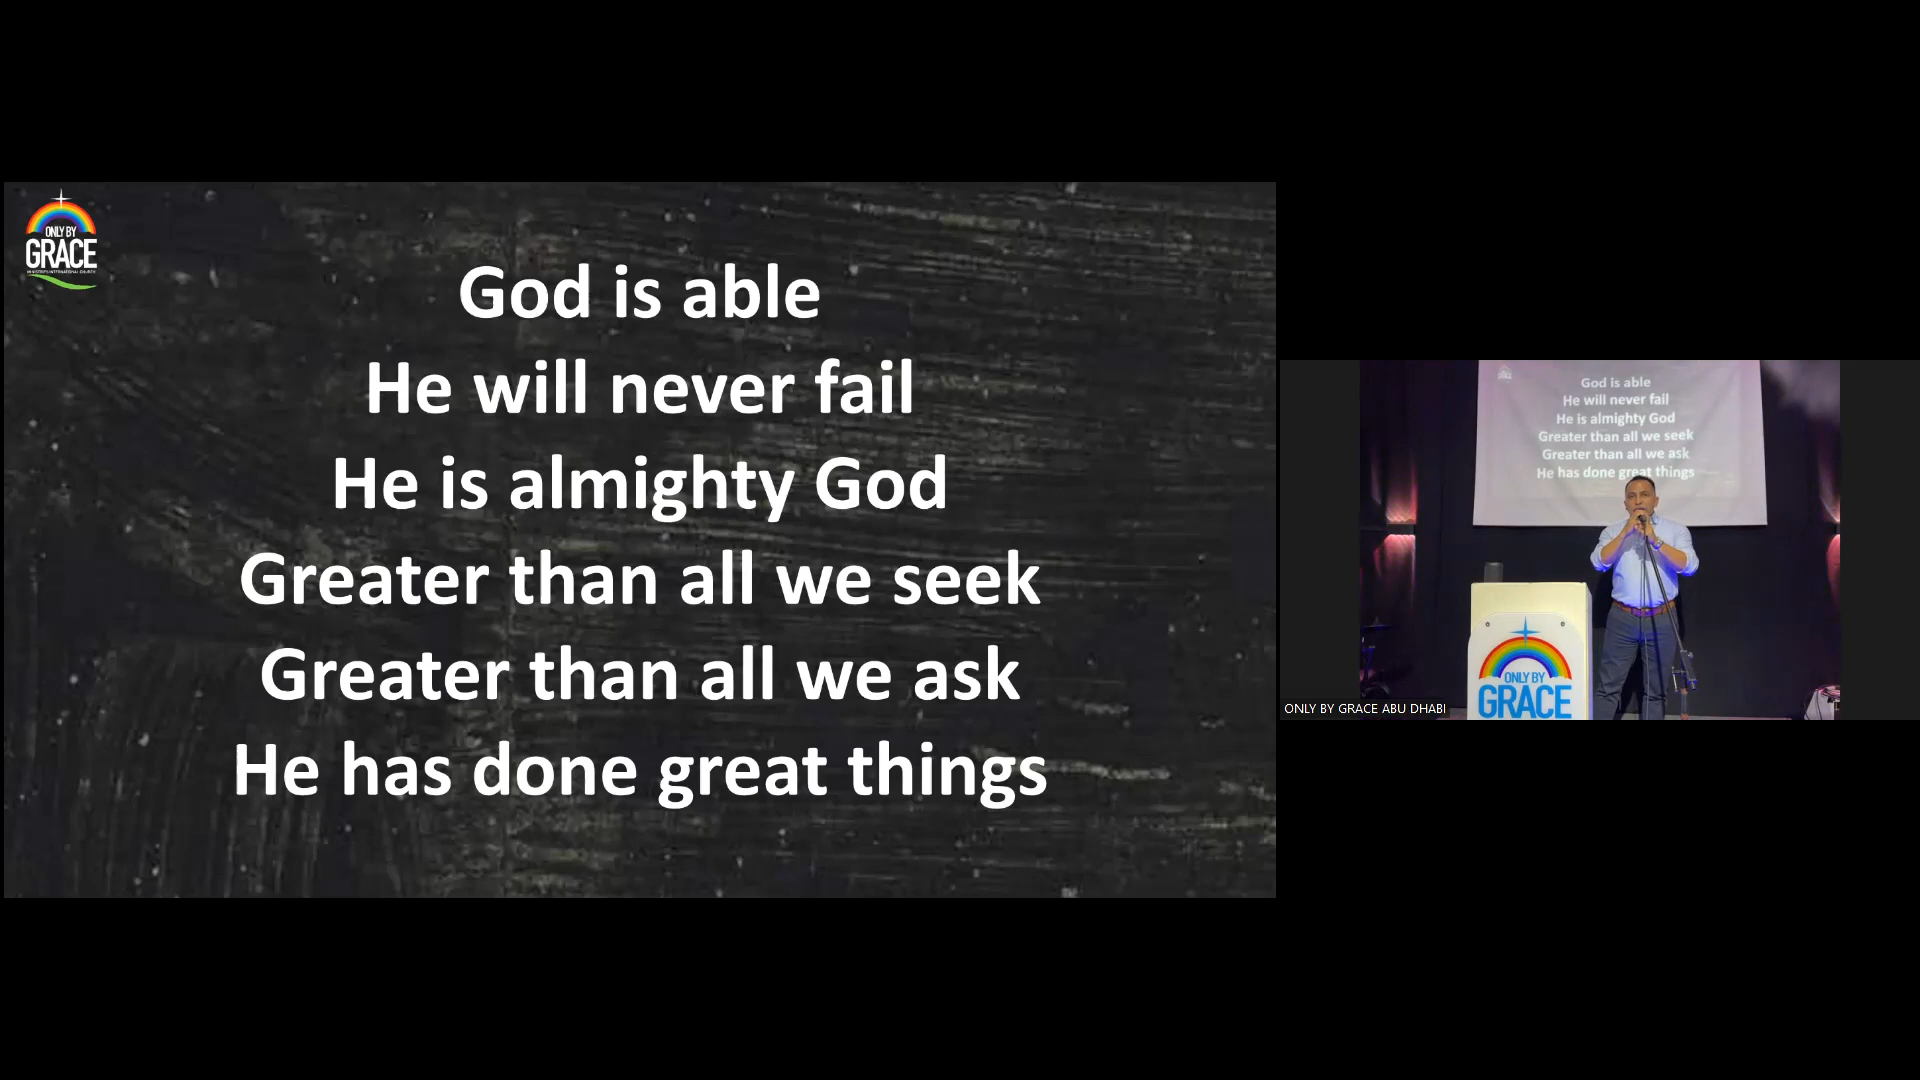 ONLY BY
GRACE
MINISTRIES INTERNATIONAL CHURCH
God is able
He will never fail
He is almighty God
Greater than all we seek
Greater than all we ask
He has done great things
God is able
He will never fail
He is almighty God
Greater than all we seek
Greater than all we ask
He has done great things
ONLY BY
GRACE
ONLY BY GRACE ABU DHABI